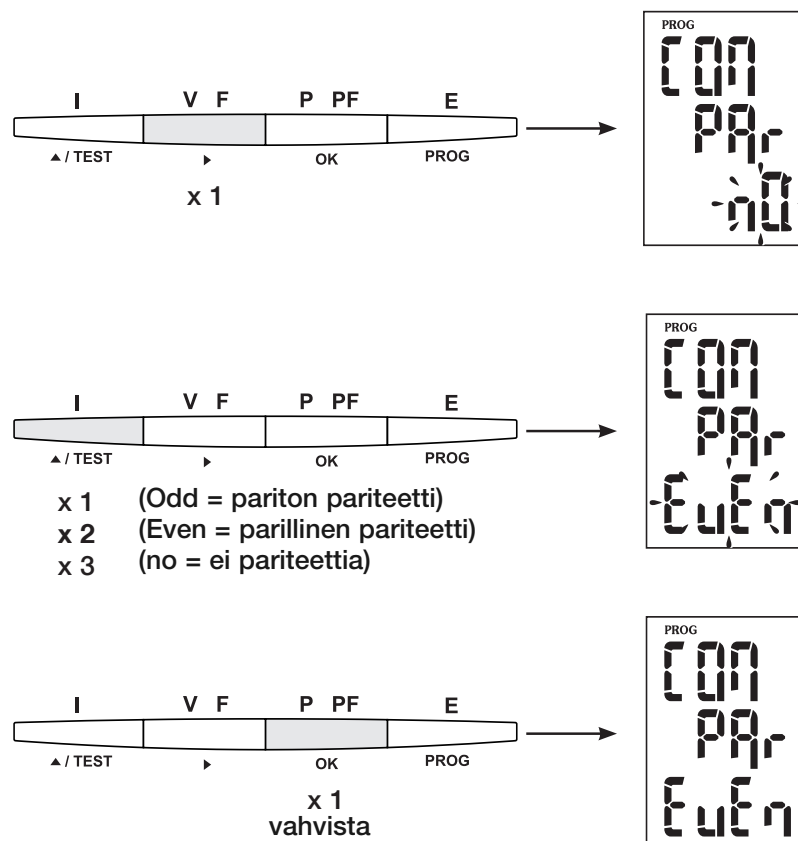 PROG
COM
PAr
nO
I V F P PF E
▲ / TEST ▶ OK PROG
x 1
PROG
COM
PAr
EvEn
I V F P PF E
▲ / TEST ▶ OK PROG
x 1 (Odd = pariton pariteetti)
x 2 (Even = parillinen pariteetti)
x 3 (no = ei pariteettia)
PROG
COM
PAr
EvEn
I V F P PF E
▲ / TEST ▶ OK PROG
x 1
vahvista